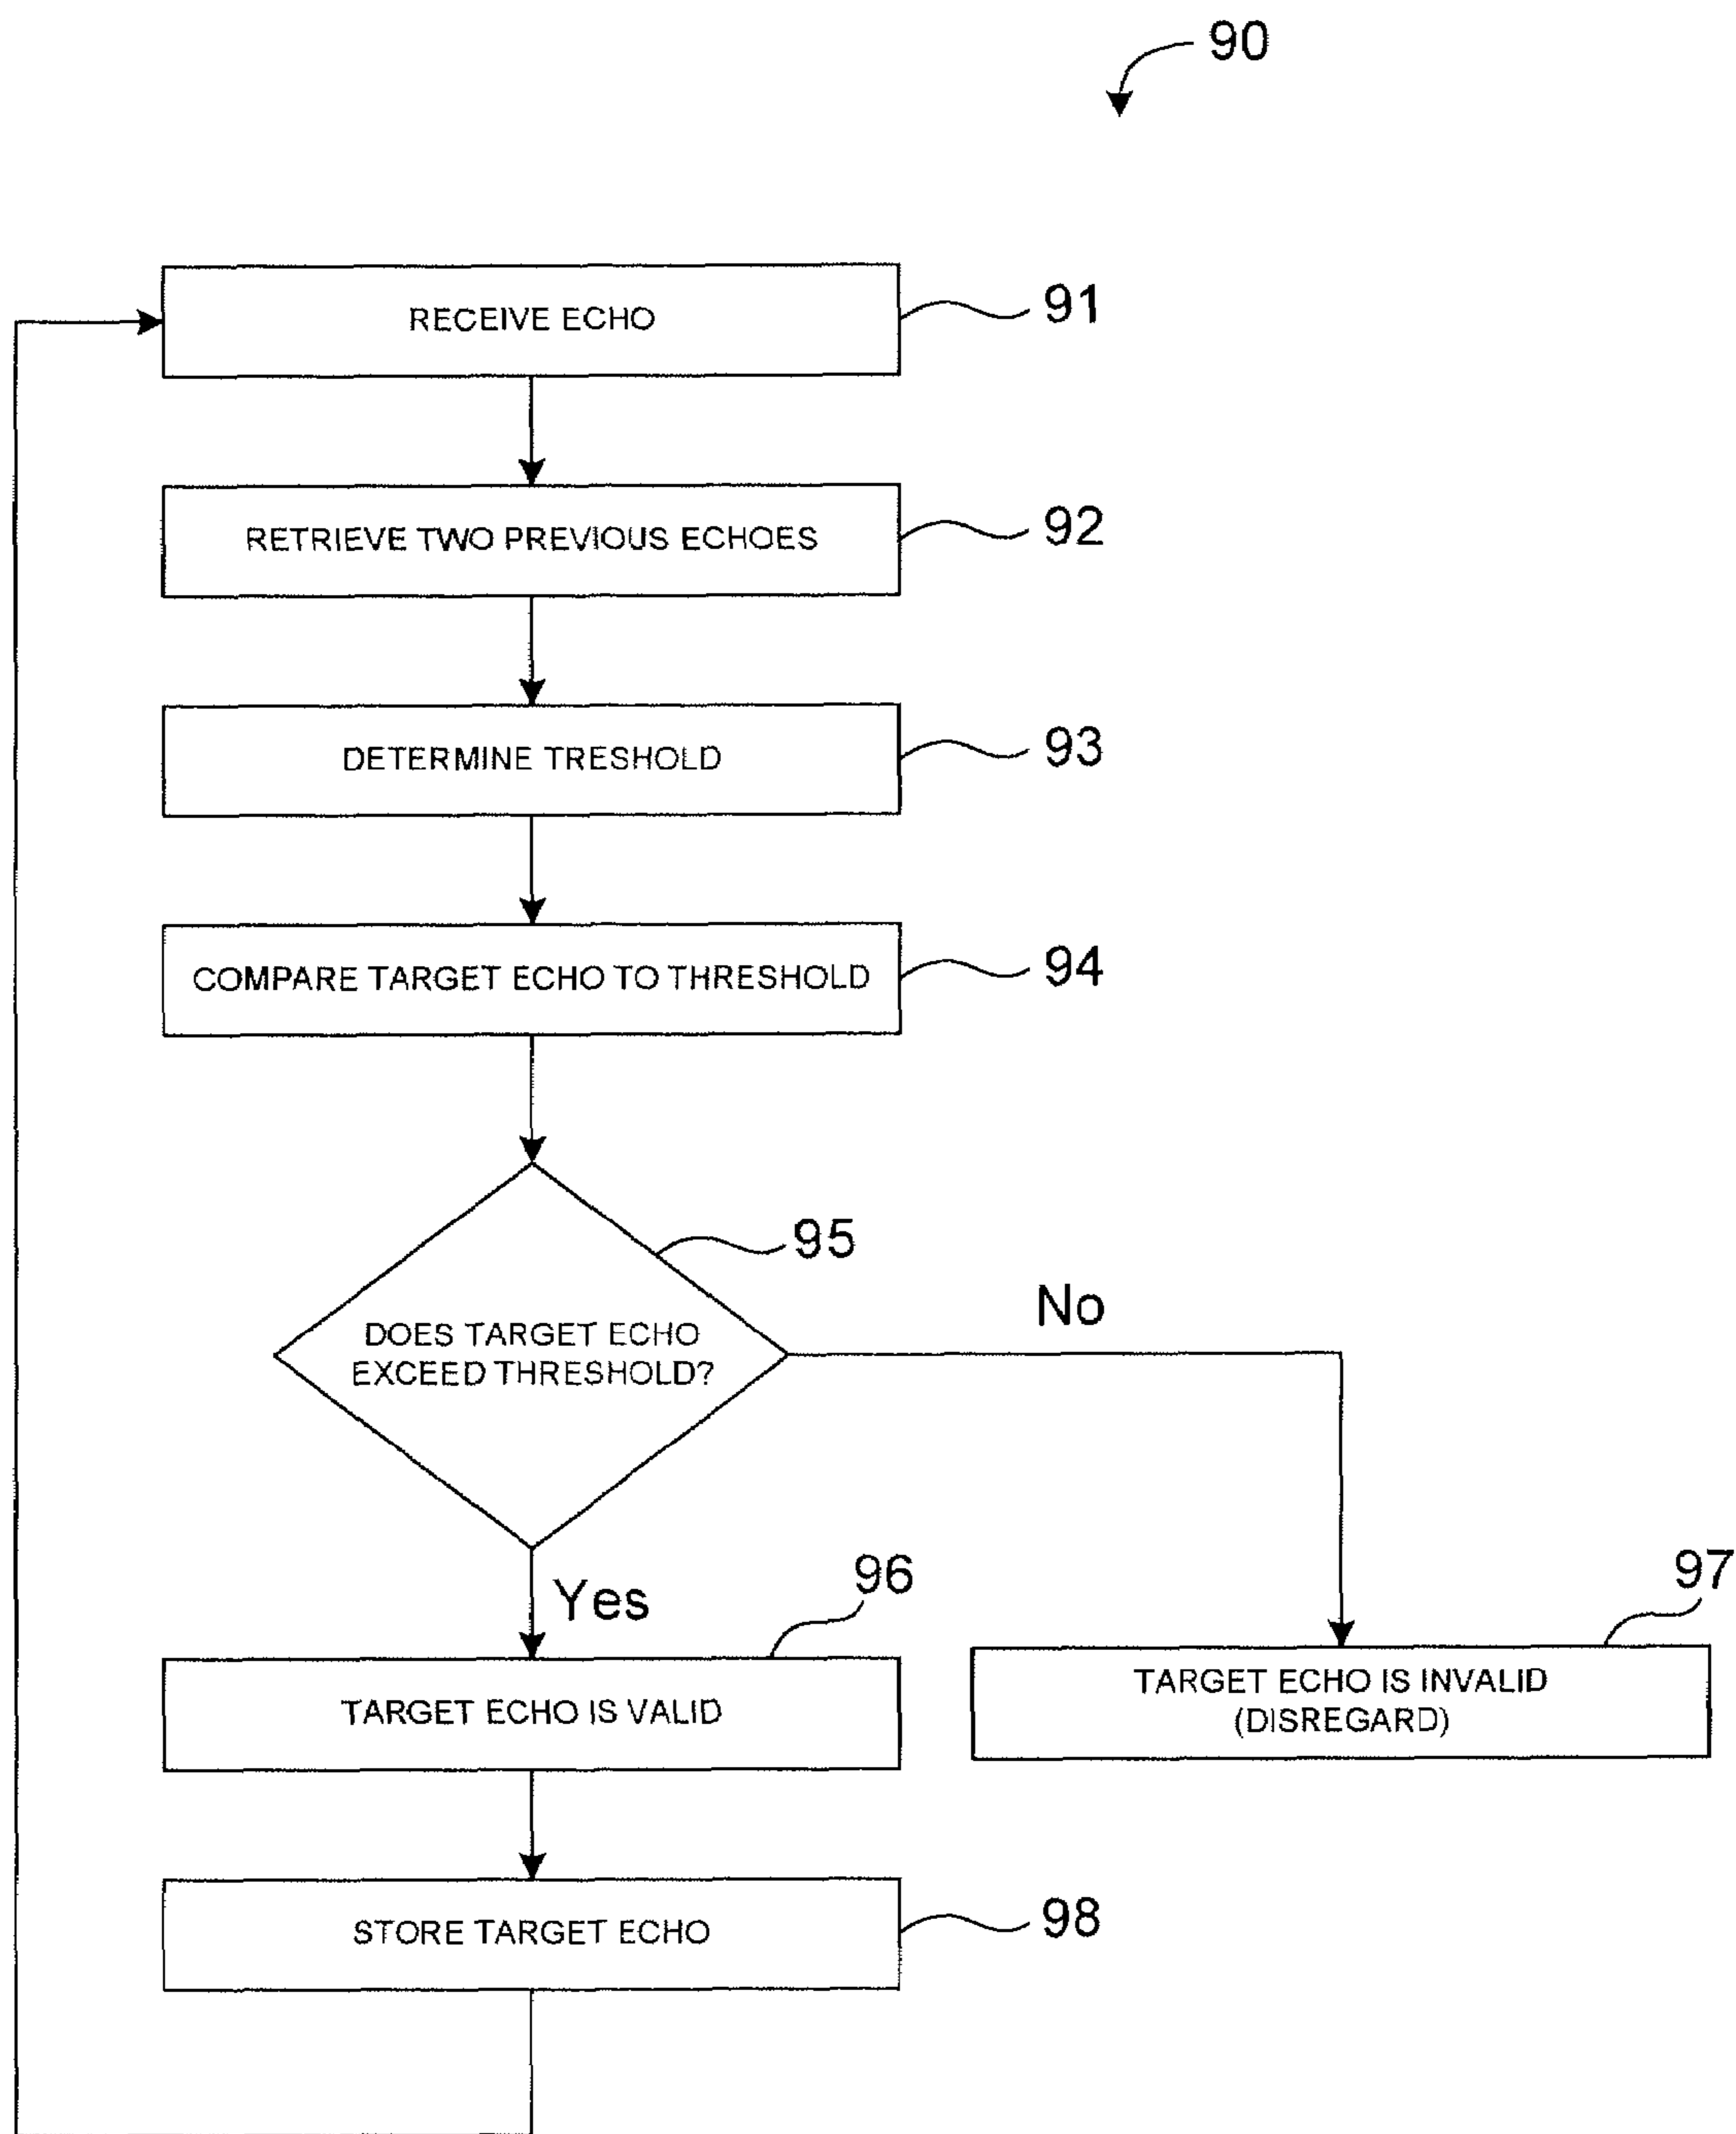 90
RECEIVE ECHO
91
RETRIEVE TWO PREVIOUS ECHOES
92
DETERMINE TRESHOLD
93
COMPARE TARGET ECHO TO THRESHOLD
94
95
DOES TARGET ECHO
EXCEED THRESHOLD?
No
Yes
96
97
TARGET ECHO IS VALID
TARGET ECHO IS INVALID
(DISREGARD)
STORE TARGET ECHO
98